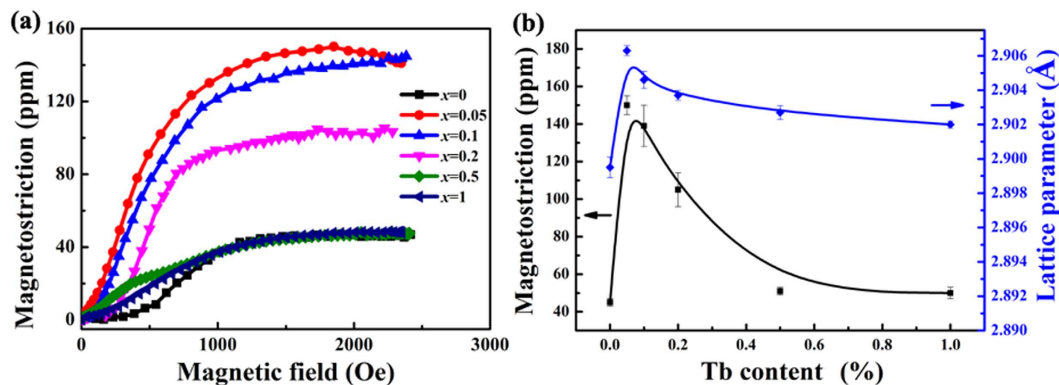 (a)
160
120
80
40
0
Magnetostriction (ppm)
x=0
x=0.05
x=0.1
x=0.2
x=0.5
x=1
0
1000
2000
3000
Magnetic field (Oe)
(b)
180
160
140
120
100
80
60
40
Magnetostriction (ppm)
2.906
2.904
2.902
2.900
2.898
2.896
2.894
2.892
2.890
Lattice parameter (Å)
0.0
0.2
0.4
0.6
0.8
1.0
Tb content (%)